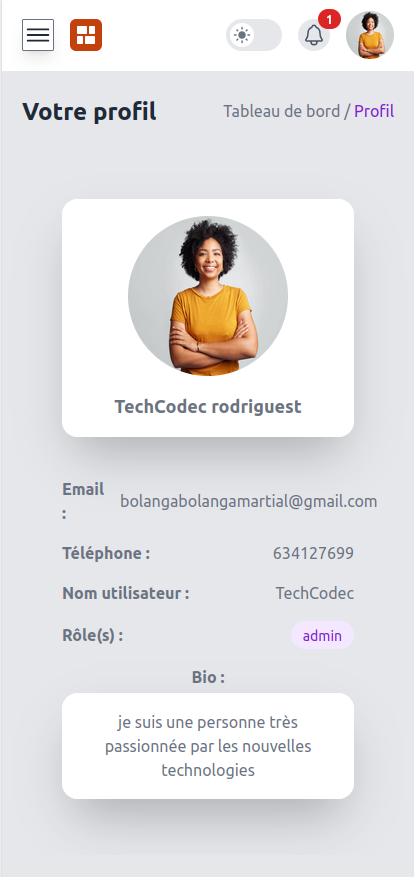 1
Votre profil
Tableau de bord / Profil
TechCodec rodriguest
Email : bolangabolangamartial@gmail.com
Téléphone : 634127699
Nom utilisateur : TechCodec
Rôle(s) : admin
Bio :
je suis une personne très
passionnée par les nouvelles
technologies